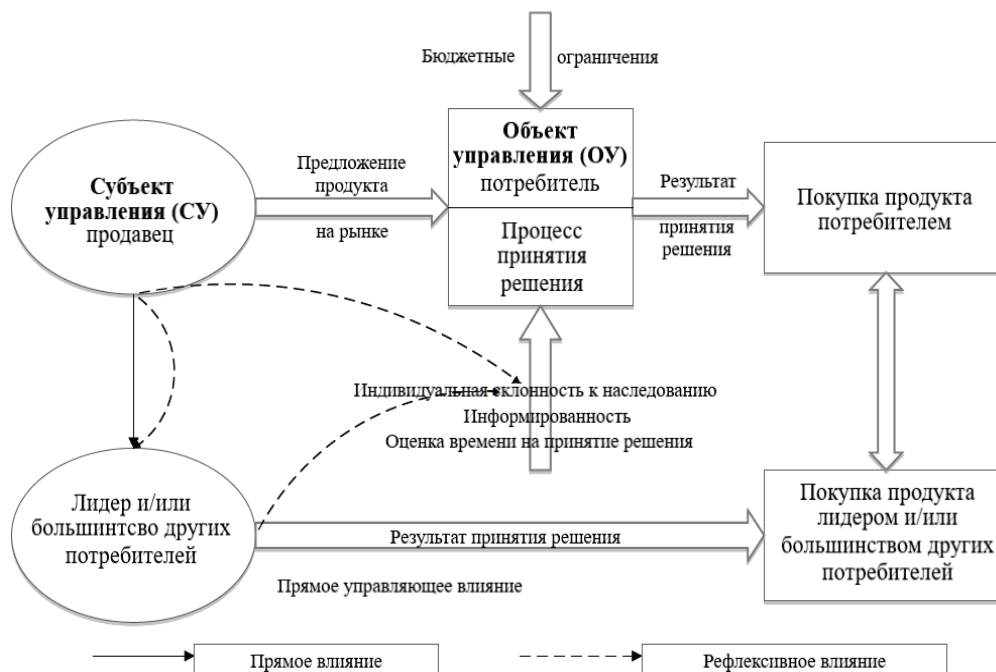 Бюджетные ограничения
Объект
управления (ОУ)
потребитель
Процесс
принятия
решения
Субъект
управления (СУ)
продавец
Предложение
продукта
на рынке
Результат
принятия
решения
Покупка продукта
потребителем
Индивидуальная склонность к наследованию
Информированность
Оценка времени на принятие решения
Лидер и/или
большинтсво других
потребителей
Результат принятия решения
Покупка продукта
лидером и/или
большинством других
потребителей
Прямое управляющее влияние
Прямое влияние
Рефлексивное влияние